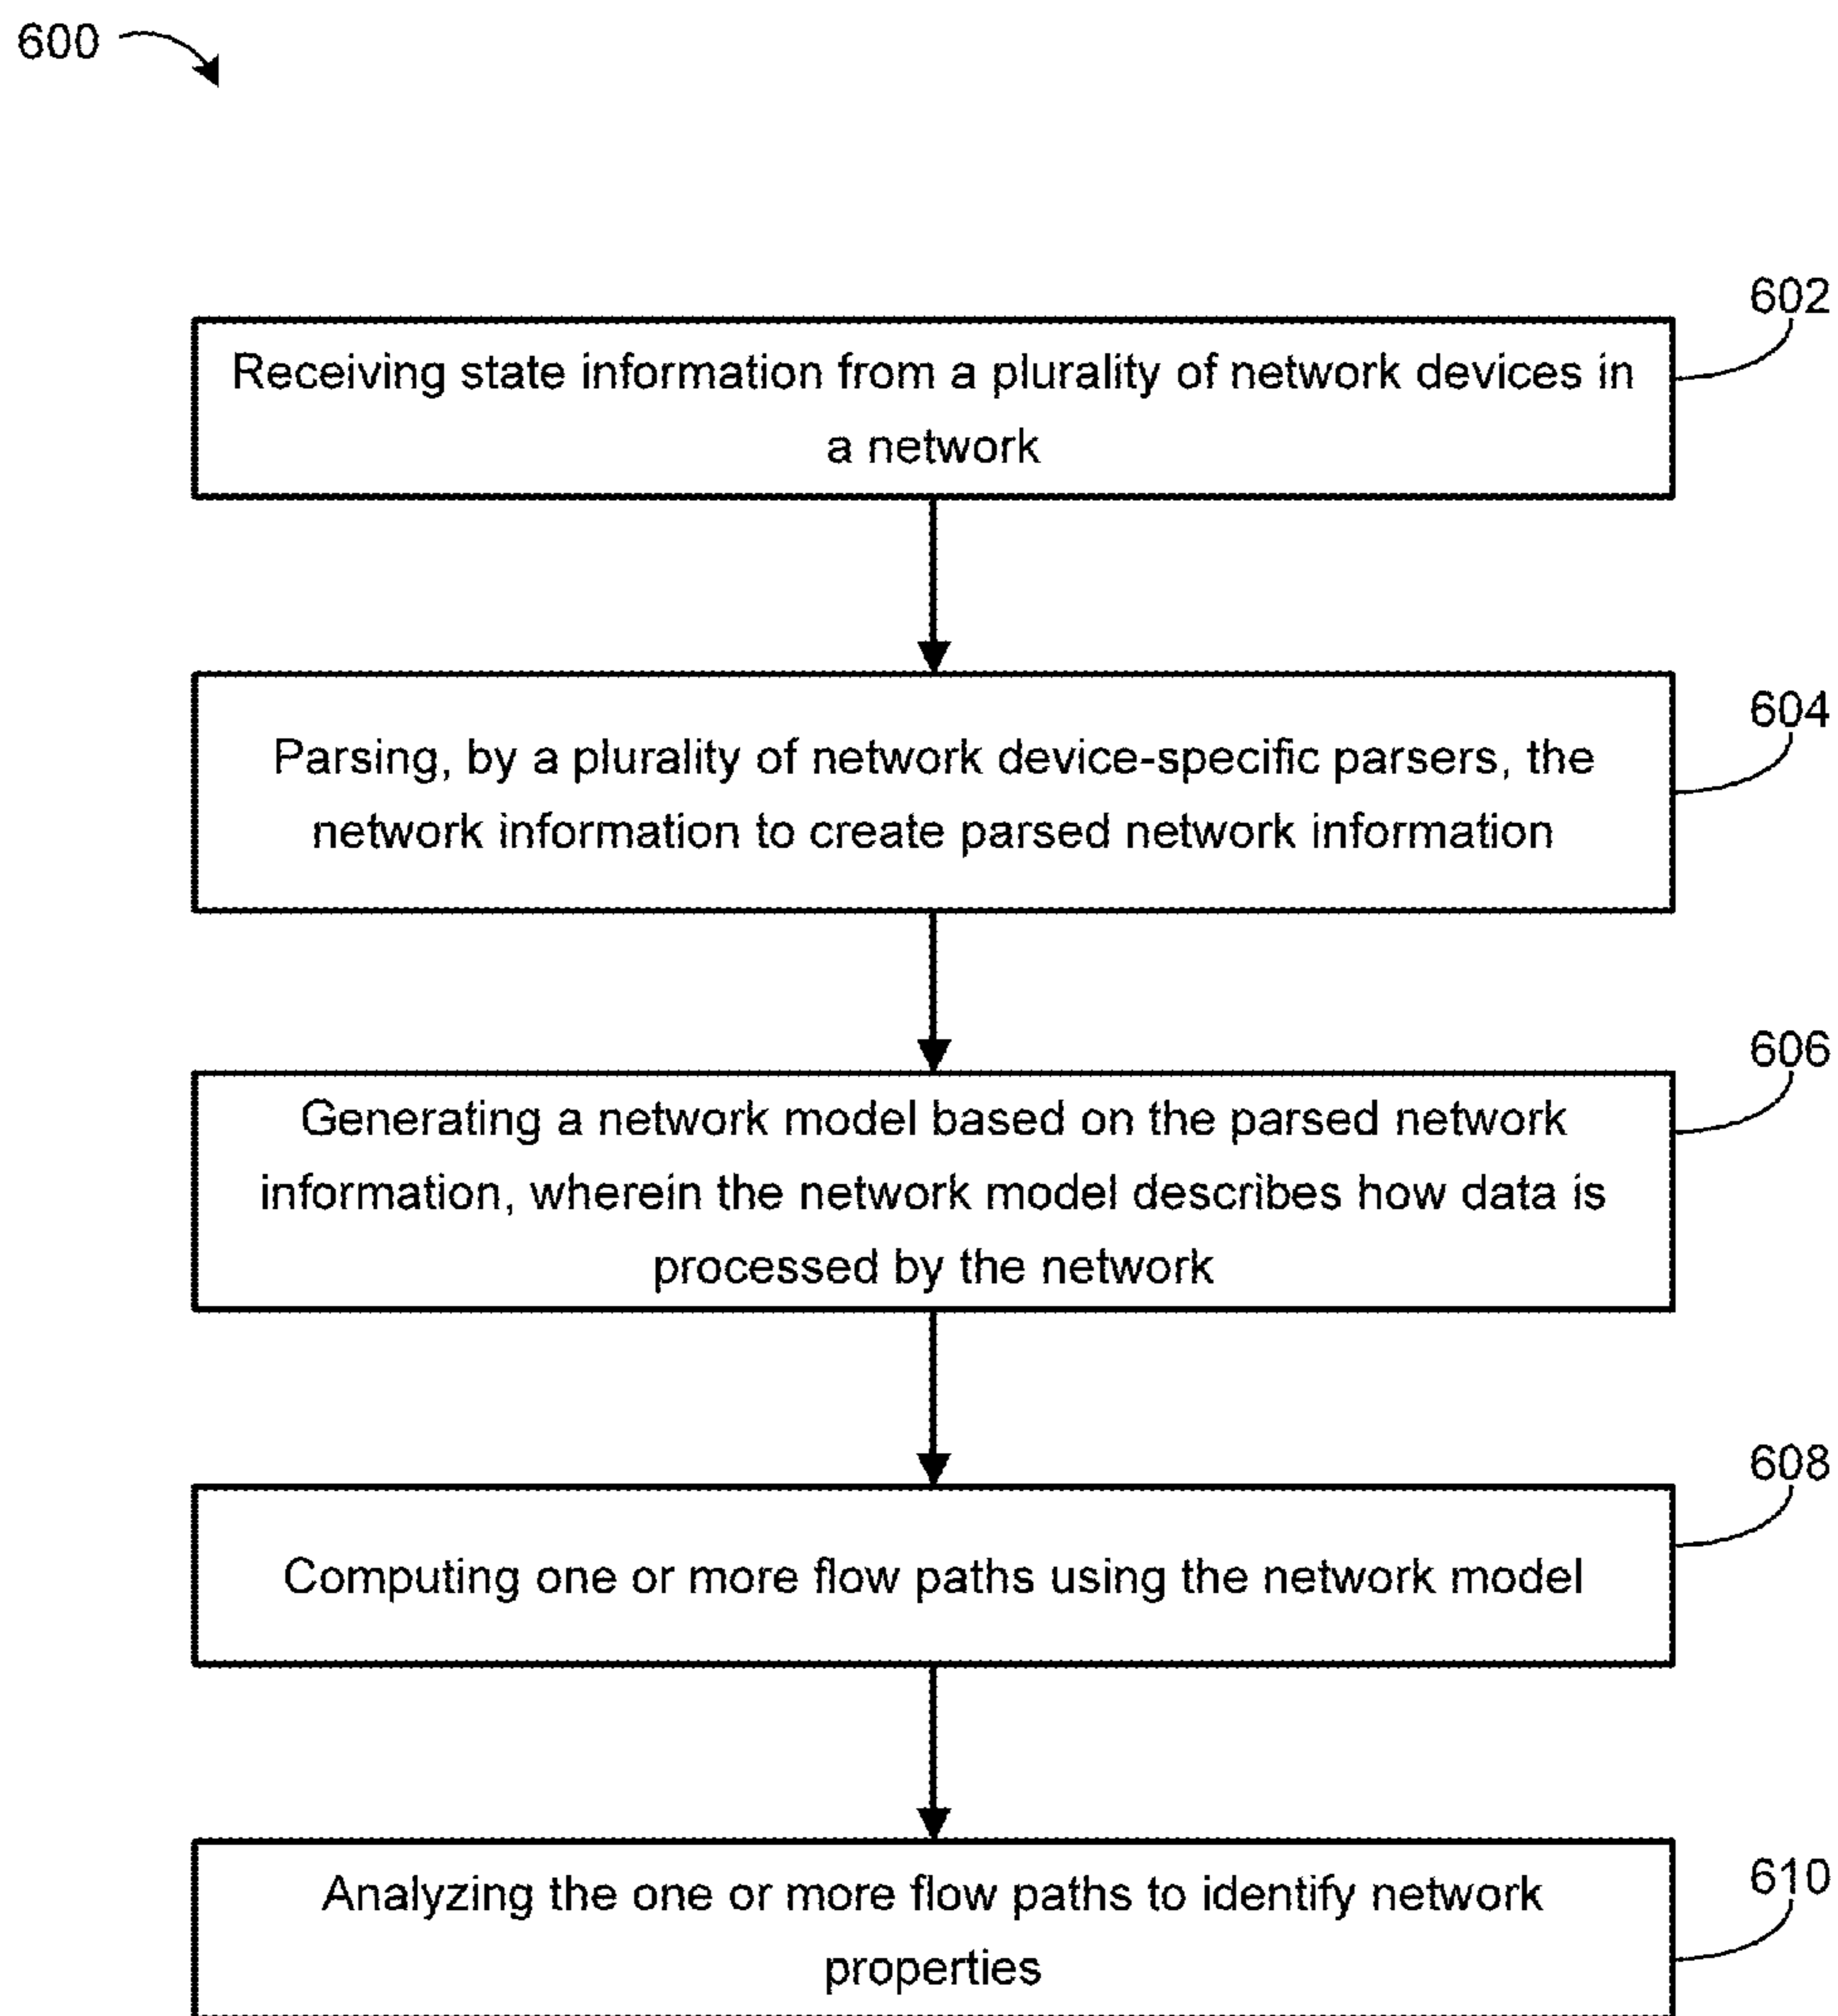 600
602
Receiving state information from a plurality of network devices in
a network
604
Parsing, by a plurality of network device-specific parsers, the
network information to create parsed network information
606
Generating a network model based on the parsed network
information, wherein the network model describes how data is
processed by the network
608
Computing one or more flow paths using the network model
610
Analyzing the one or more flow paths to identify network
properties